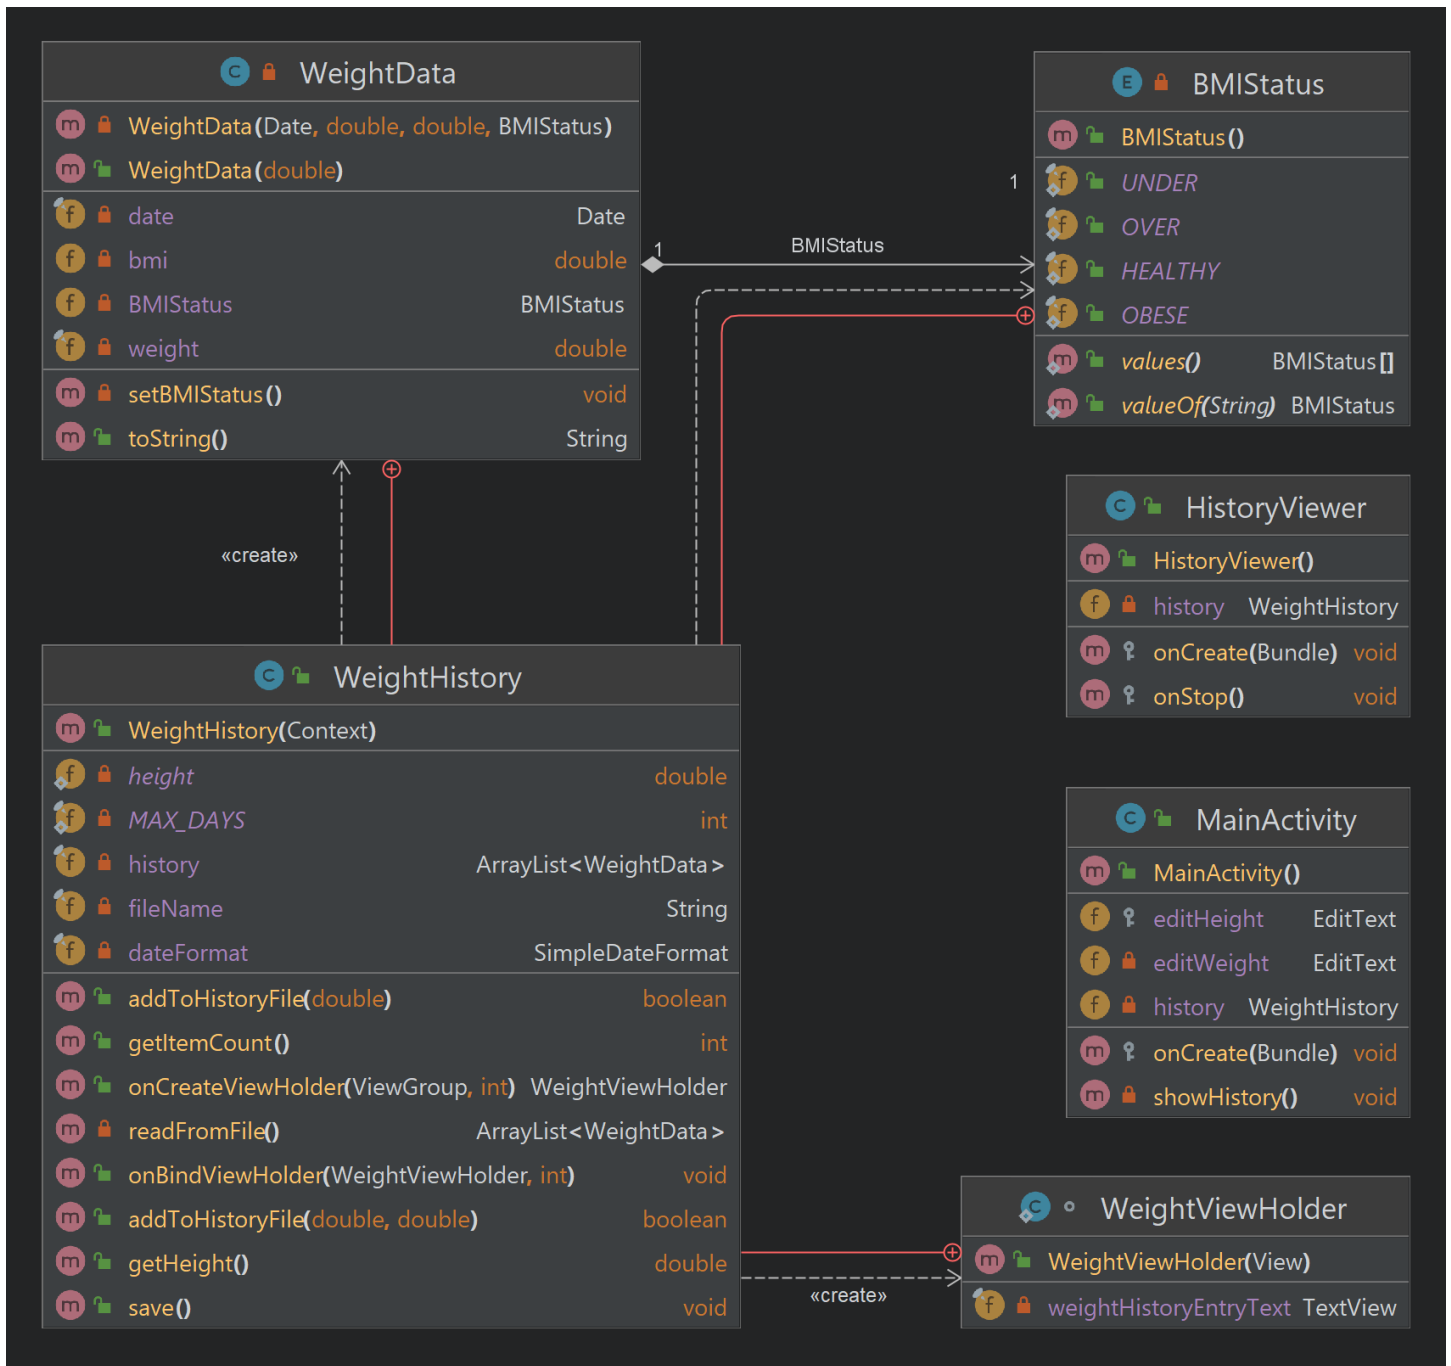 WeightData
WeightData(Date, double, double, BMIStatus)
WeightData(double)
date Date
bmi double
BMIStatus BMIStatus
weight double
setBMIStatus() void
toString() String
1
BMIStatus
1
BMIStatus
BMIStatus()
UNDER
OVER
HEALTHY
OBESE
values() BMIStatus[]
valueOf(String) BMIStatus
«create»
HistoryViewer
HistoryViewer()
history WeightHistory
onCreate(Bundle) void
onStop() void
WeightHistory
WeightHistory(Context)
height double
MAX_DAYS int
history ArrayList<WeightData>
fileName String
dateFormat SimpleDateFormat
addToHistoryFile(double) boolean
getItemCount() int
onCreateViewHolder(ViewGroup, int) WeightViewHolder
readFromFile() ArrayList<WeightData>
onBindViewHolder(WeightViewHolder, int) void
addToHistoryFile(double, double) boolean
getHeight() double
save() void
MainActivity
MainActivity()
editHeight EditText
editWeight EditText
history WeightHistory
onCreate(Bundle) void
showHistory() void
«create»
WeightViewHolder
WeightViewHolder(View)
weightHistoryEntryText TextView